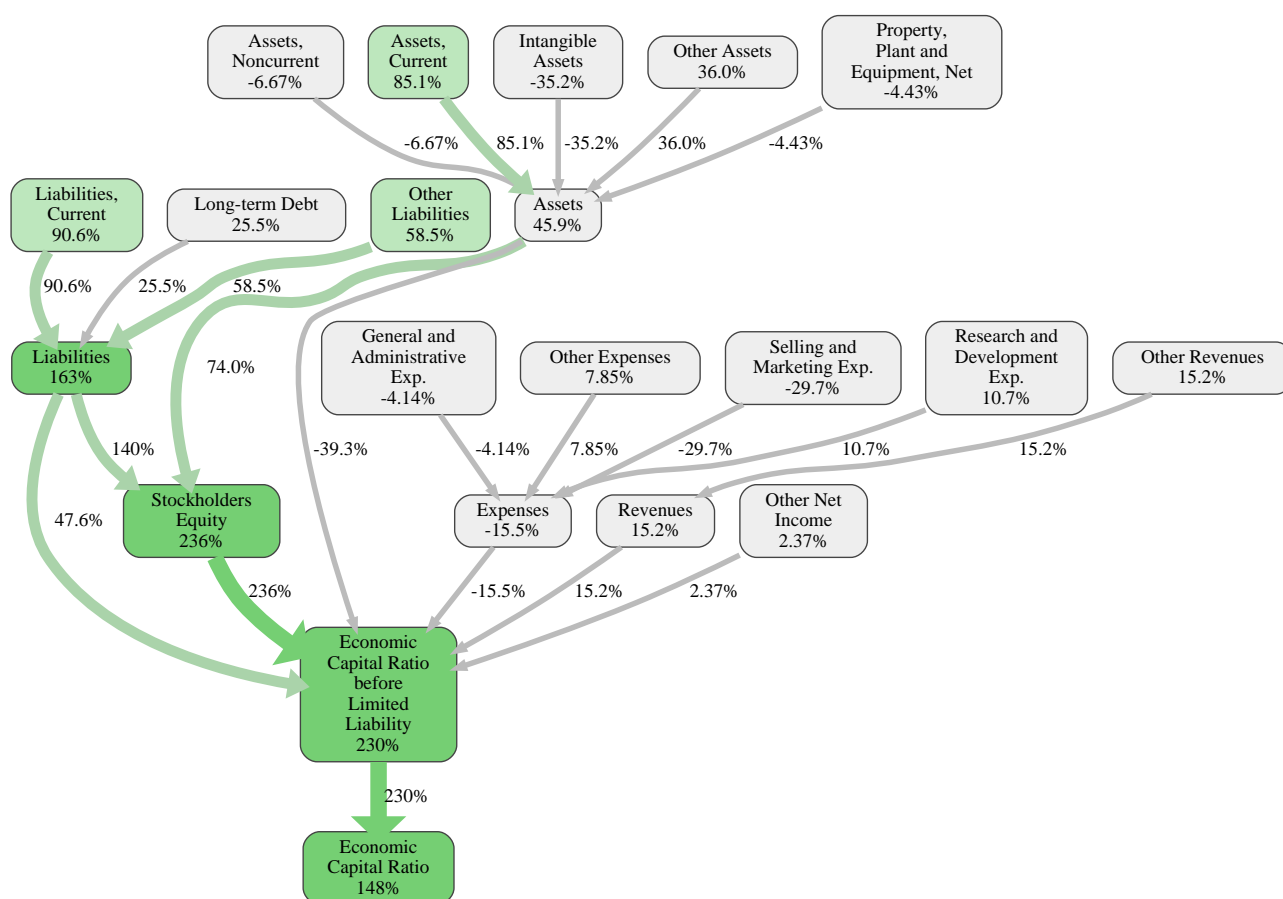 Assets,
Noncurrent
-6.67%
Assets,
Current
85.1%
Intangible
Assets
-35.2%
Other Assets
36.0%
Property,
Plant and
Equipment, Net
-4.43%
-6.67%
85.1%
-35.2%
36.0%
-4.43%
Liabilities,
Current
90.6%
Long-term Debt
25.5%
Other
Liabilities
58.5%
Assets
45.9%
90.6%
25.5%
58.5%
Liabilities
163%
74.0%
General and
Administrative
Exp.
-4.14%
Other Expenses
7.85%
Selling and
Marketing Exp.
-29.7%
Research and
Development
Exp.
10.7%
Other Revenues
15.2%
140%
-39.3%
-4.14%
7.85%
-29.7%
10.7%
15.2%
47.6%
Stockholders
Equity
236%
Expenses
-15.5%
Revenues
15.2%
Other Net
Income
2.37%
236%
-15.5%
15.2%
2.37%
Economic
Capital Ratio
before
Limited
Liability
230%
230%
Economic
Capital Ratio
148%